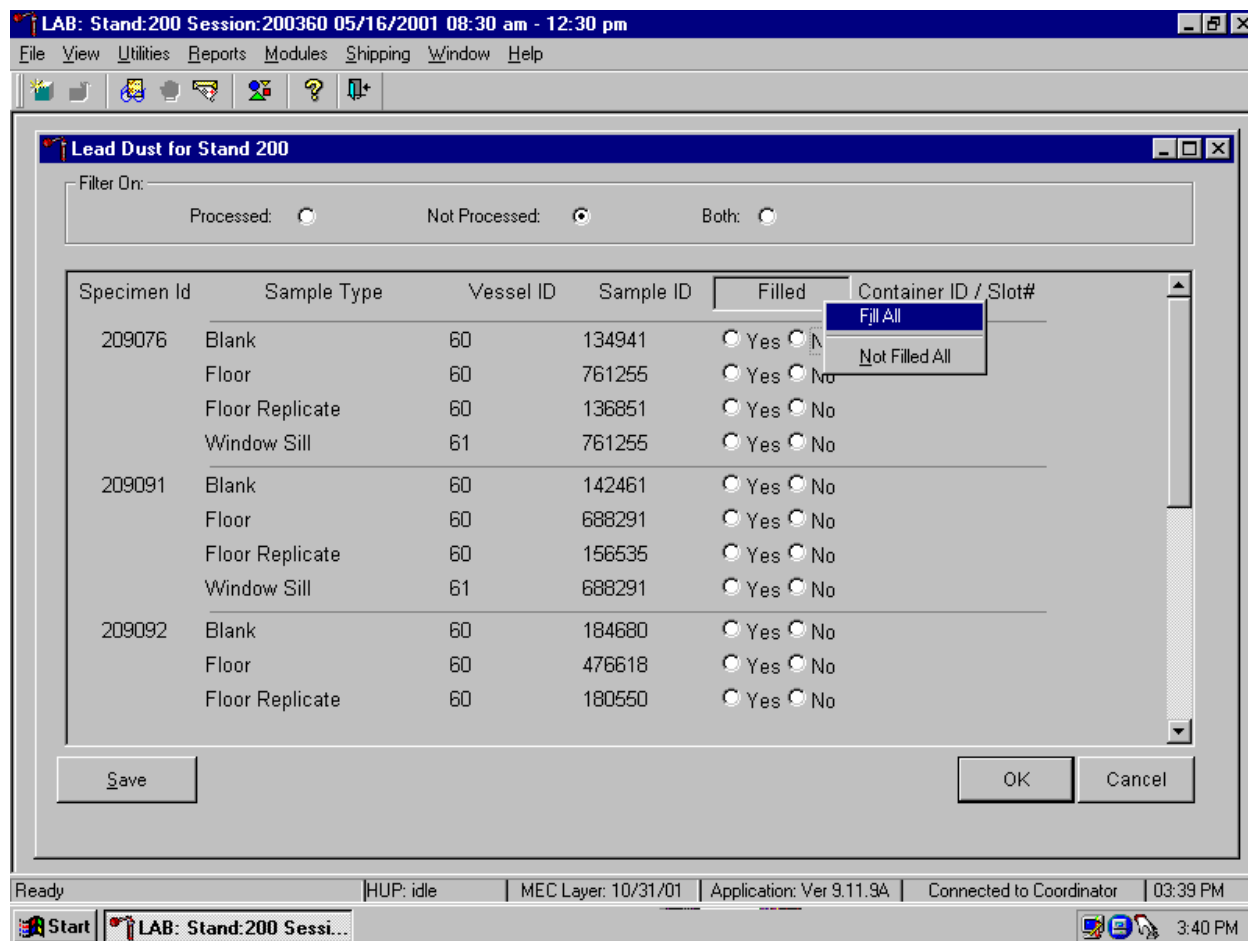 LAB: Stand:200 Session:200360 05/16/2001 08:30 am - 12:30 pm
File View Utilities Reports Modules Shipping Window Help
Lead Dust for Stand 200
Filter On:
Processed: Not Processed: Both:
Specimen Id Sample Type Vessel ID Sample ID Filled Container ID / Slot#
Fill All
209076 Blank 60 134941 Yes
Not Filled All
Floor 60 761255 Yes No
Floor Replicate 60 136851 Yes No
Window Sill 61 761255 Yes No
209091 Blank 60 142461 Yes No
Floor 60 688291 Yes No
Floor Replicate 60 156535 Yes No
Window Sill 61 688291 Yes No
209092 Blank 60 184680 Yes No
Floor 60 476618 Yes No
Floor Replicate 60 180550 Yes No
Save OK Cancel
Ready HUP: idle MEC Layer: 10/31/01 Application: Ver 9.11.9A Connected to Coordinator 03:39 PM
Start LAB: Stand:200 Sessi... 3:40 PM